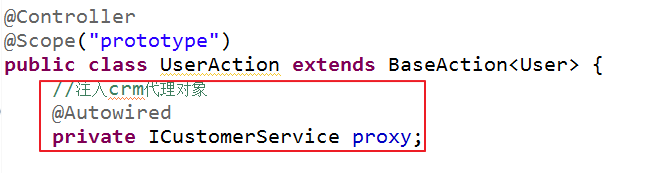 @Controller
@Scope("prototype")
public class UserAction extends BaseAction<User> {
//注入crm代理对象
@Autowired
private ICustomerService proxy;